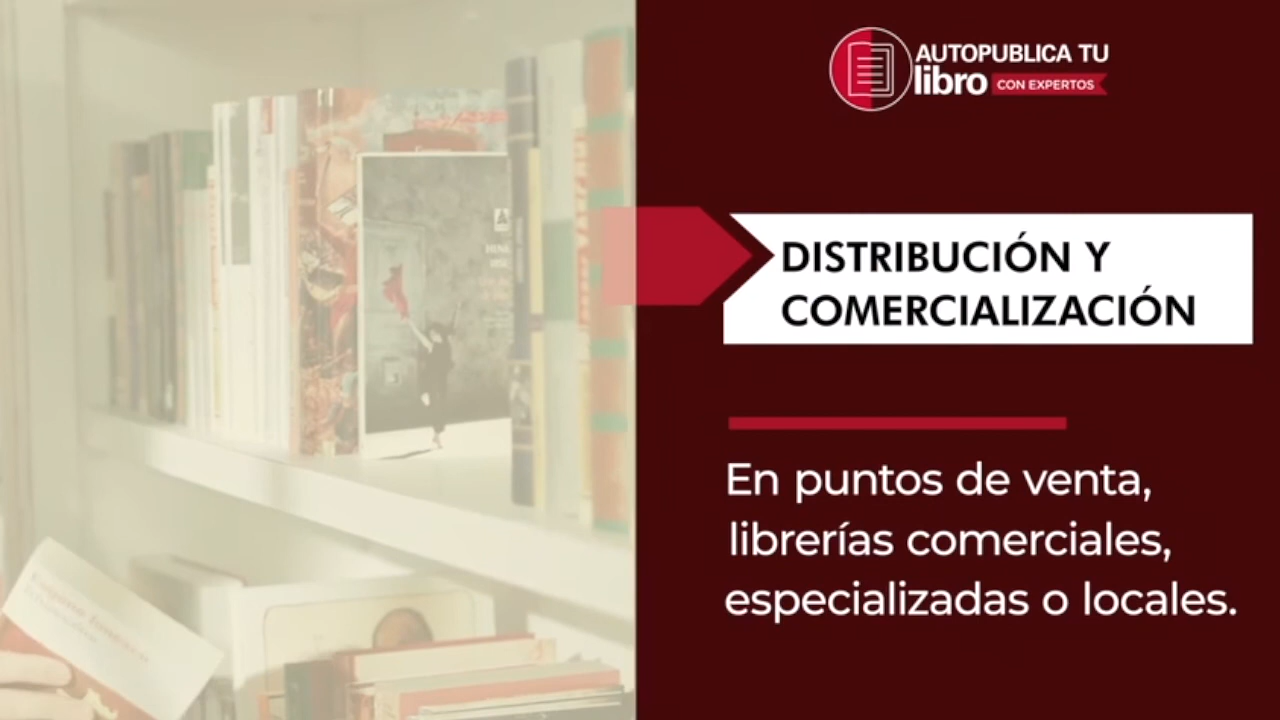 AUTOPUBLICA TU
libro CON EXPERTOS
DISTRIBUCIÓN Y
COMERCIALIZACIÓN
En puntos de venta,
librerías comerciales,
especializadas o locales.